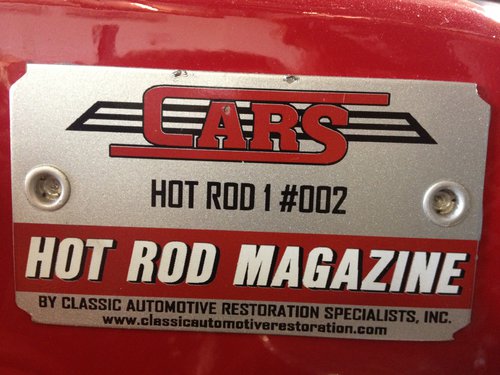 CARS
HOT ROD 1 #002
HOT ROD MAGAZINE
BY CLASSIC AUTOMOTIVE RESTORATION SPECIALISTS, INC.
www.classicautomotiverestoration.com